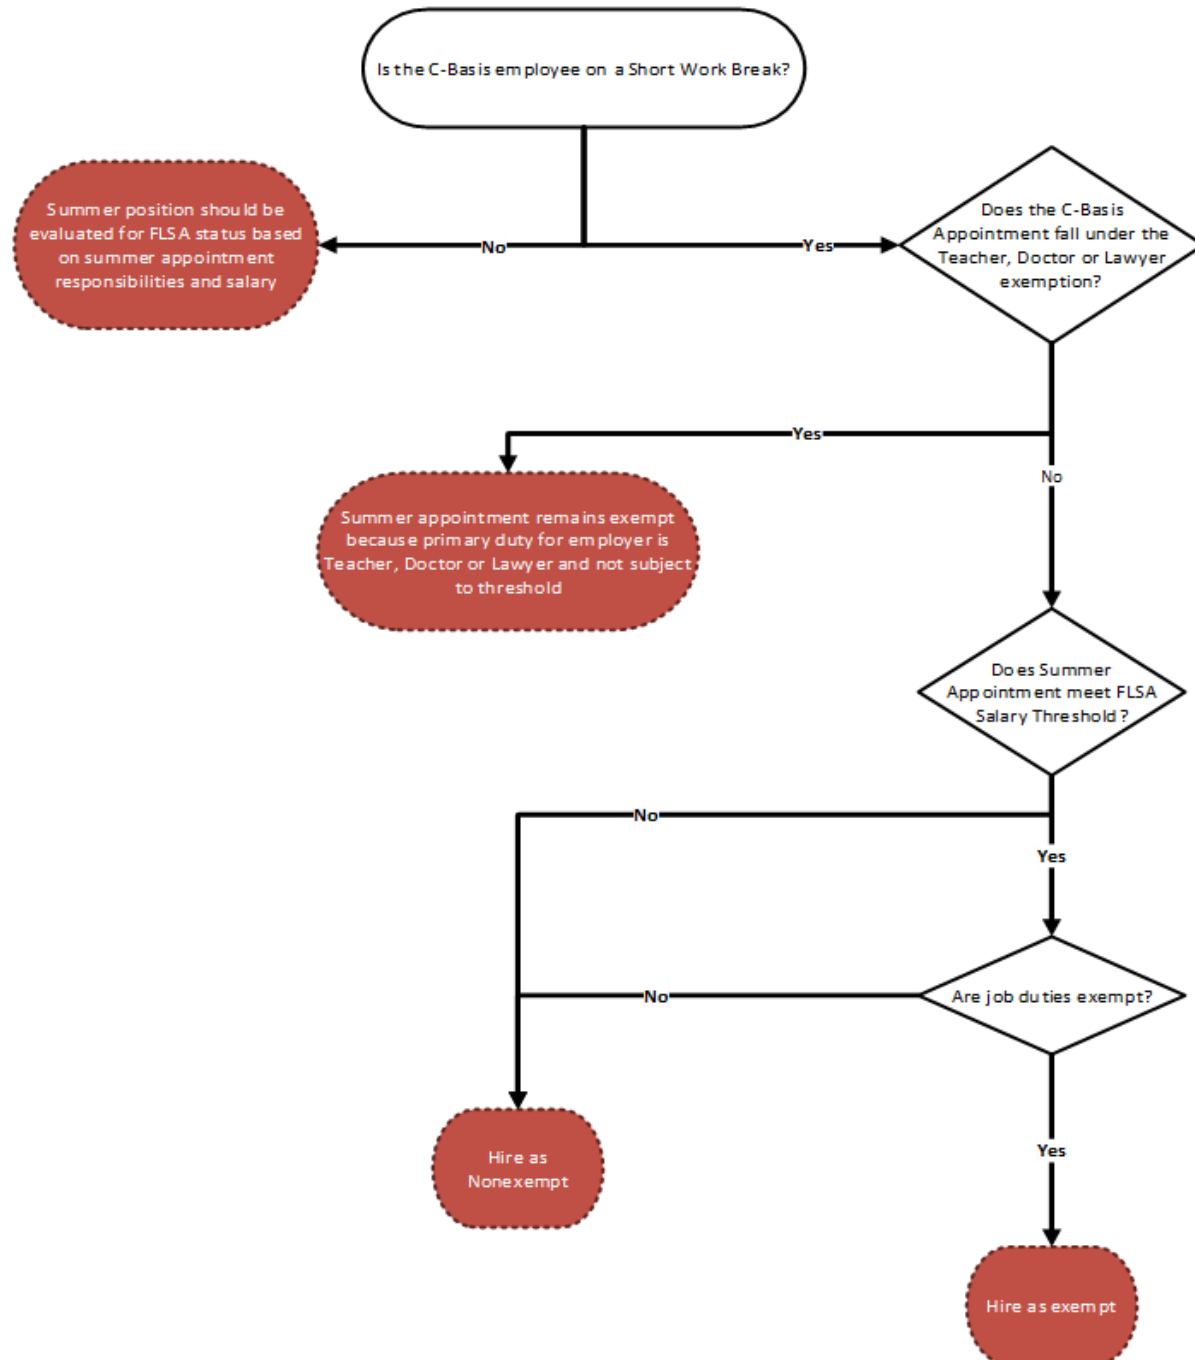 Is the C-Basis employee on a Short Work Break?
Summer position should be
evaluated for FLSA status based
on summer appointment
responsibilities and salary
No
Yes
Does the C-Basis
Appointment fall under the
Teacher, Doctor or Lawyer
exemption?
Yes
No
Summer appointment remains exempt
because primary duty for employer is
Teacher, Doctor or Lawyer and not subject
to threshold
Does Summer
Appointment meet FLSA
Salary Threshold?
No
Yes
Are job duties exempt?
No
Yes
Hire as
Nonexempt
Hire as exempt